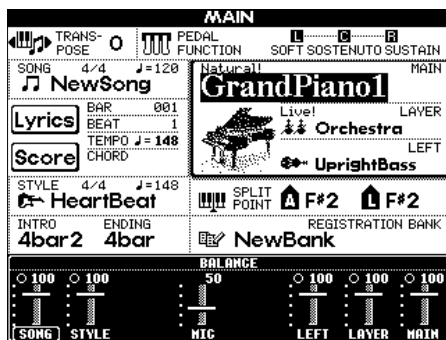 MAIN
TRANS-
POSE 0
PEDAL
FUNCTION
L C R
SOFT SOSTENUTO SUSTAIN
SONG 4/4 ♩=120
NewSong
Natural! MAIN
GrandPiano1
Lyrics
BAR 001
BEAT 1
TEMPO ♩=148
CHORD
Score
Live! LAYER
Orchestra
LEFT
UprightBass
STYLE 4/4 ♩=148
HeartBeat
SPLIT
POINT A F#2 L F#2
INTRO ENDING
4bar2 4bar
REGISTRATION BANK
NewBank
BALANCE
100 100 50 100 100 100
SONG STYLE MIC LEFT LAYER MAIN